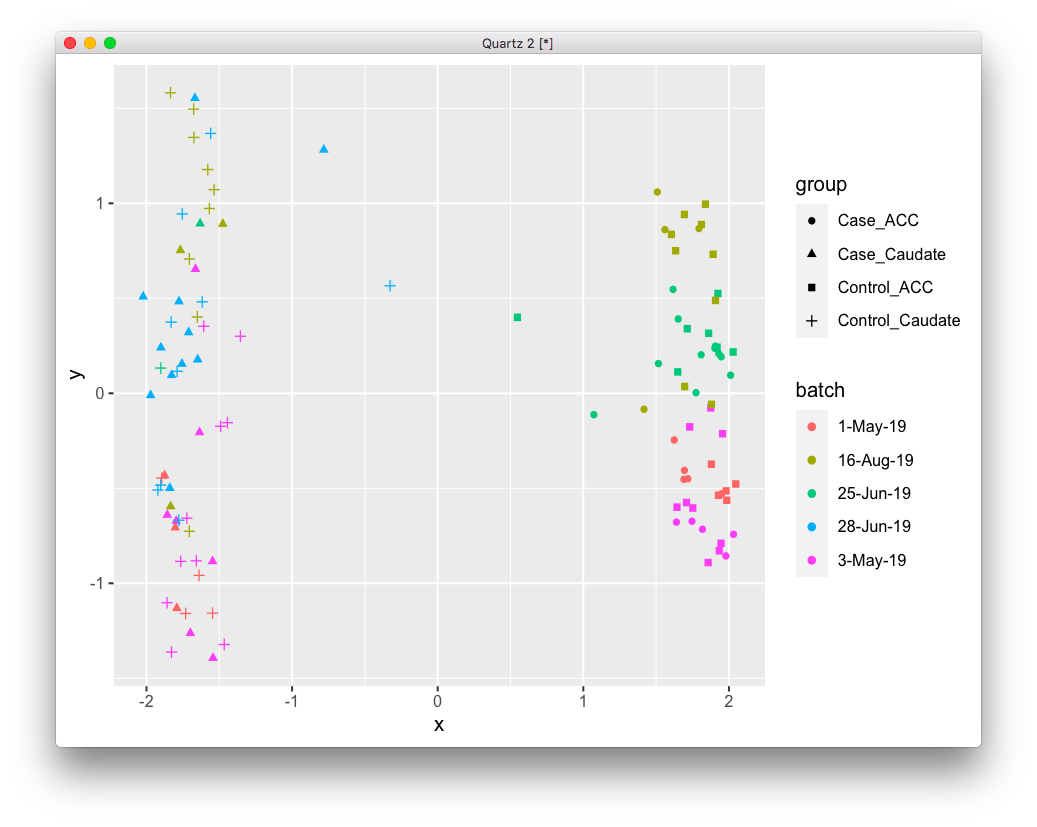 Quartz 2 [*]
y
1
0
-1
-2
-1
0
1
2
x
group
Case_ACC
Case_Caudate
Control_ACC
Control_Caudate
batch
1-May-19
16-Aug-19
25-Jun-19
28-Jun-19
3-May-19